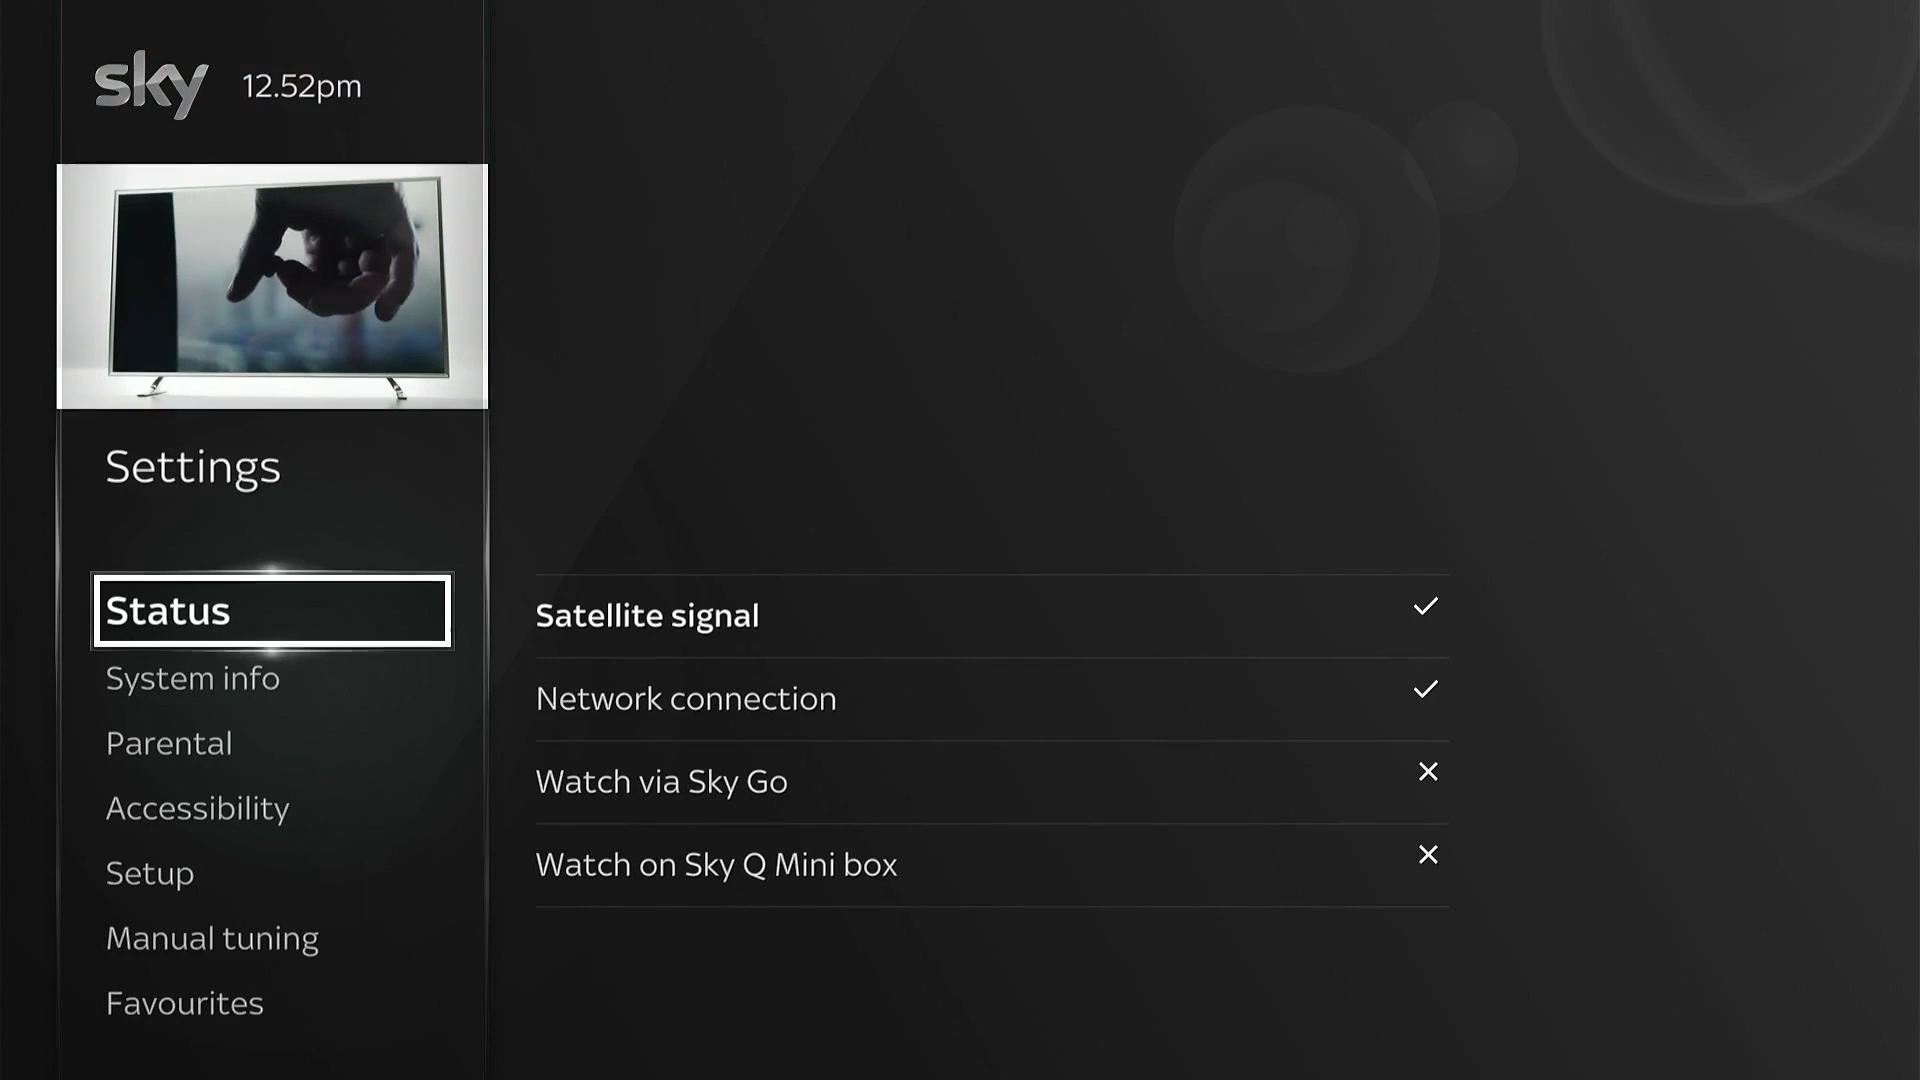 sky 12.52pm
Settings
Status
System info
Parental
Accessibility
Setup
Manual tuning
Favourites
Satellite signal
Network connection
Watch via Sky Go
Watch on Sky Q Mini box